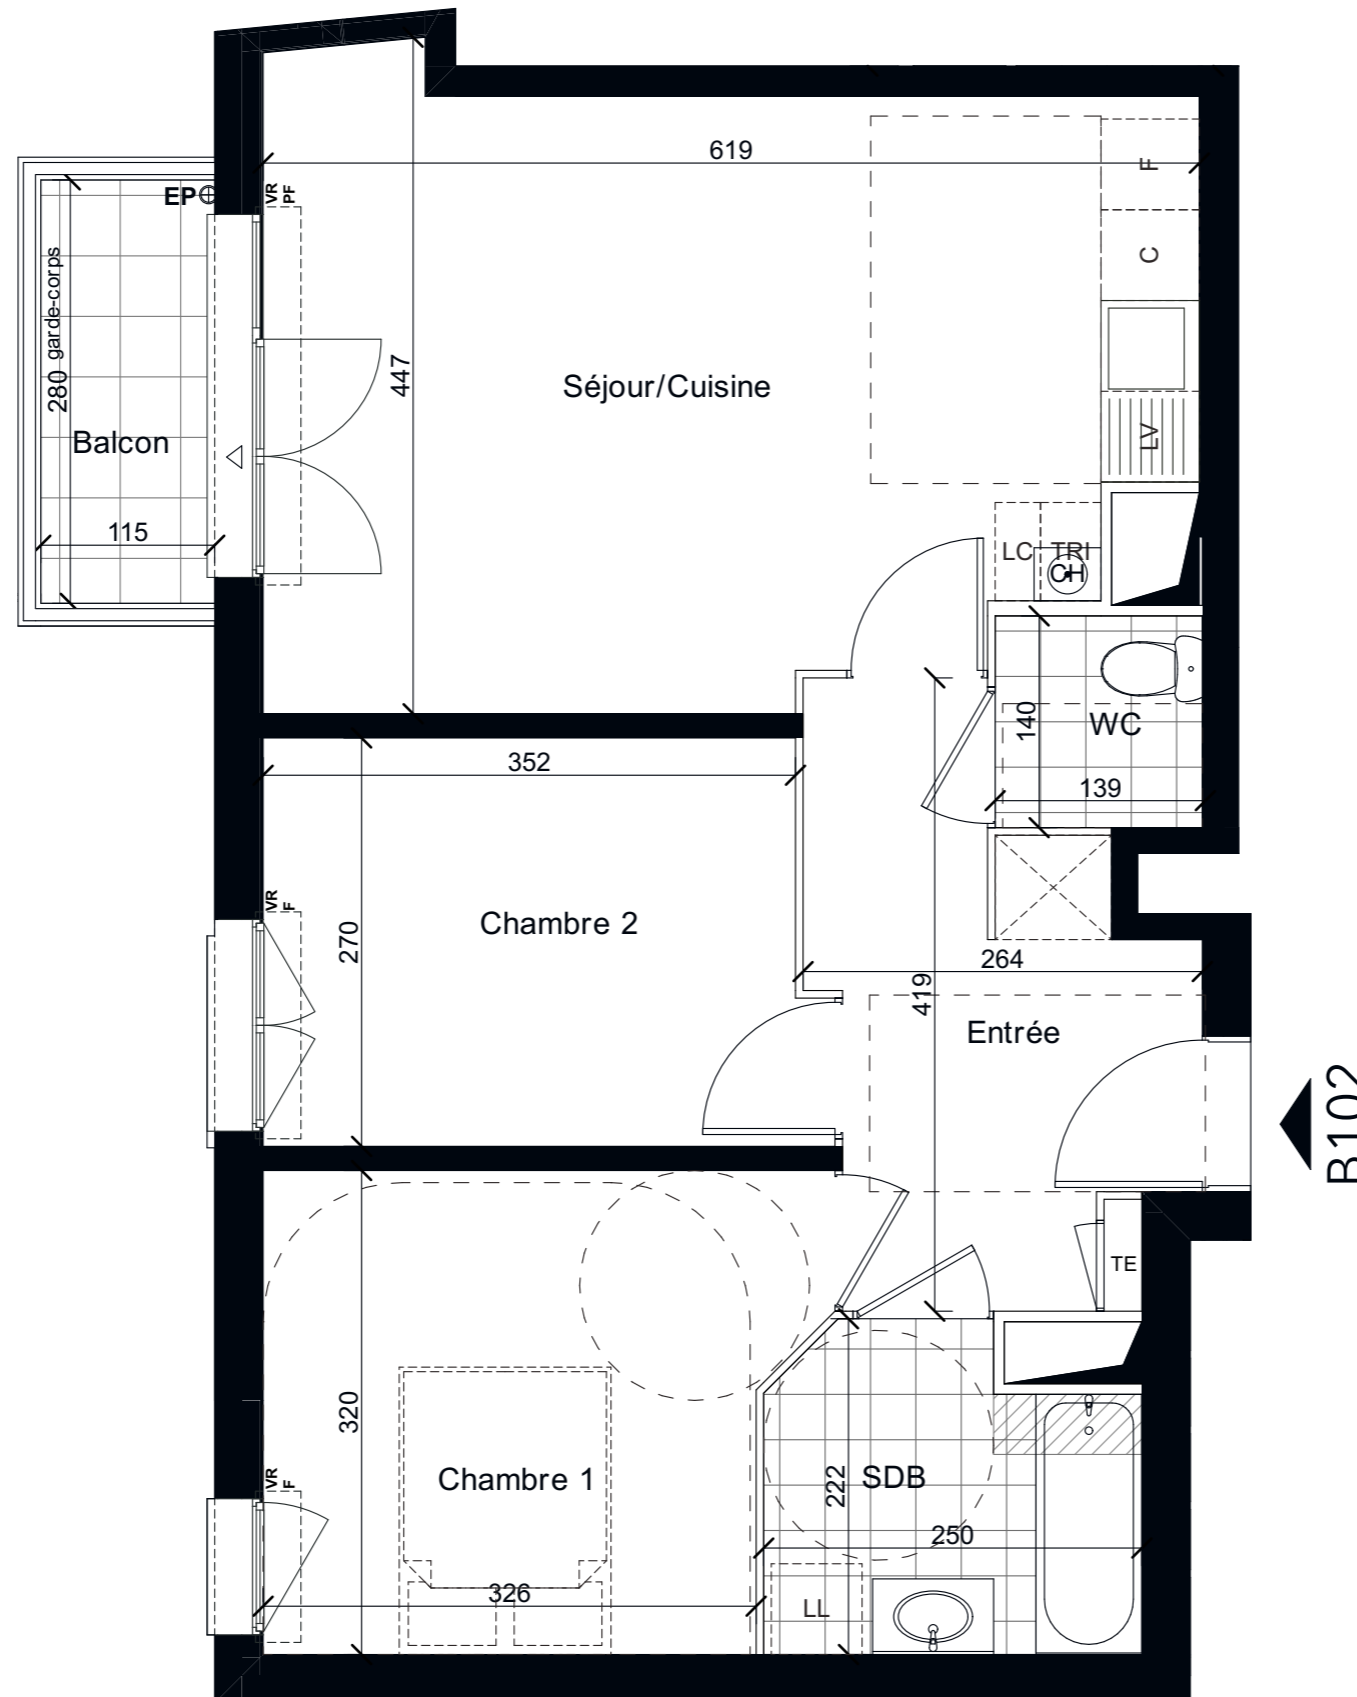 619
F
EP
VR
PF
C
280 garde-corps
447
Séjour/Cuisine
LV
Balcon
115
LC
TRI
CH
140
WC
352
139
VR
F
Chambre 2
270
264
419
Entrée
B102
TE
320
Chambre 1
VR
F
222
SDB
250
326
LL